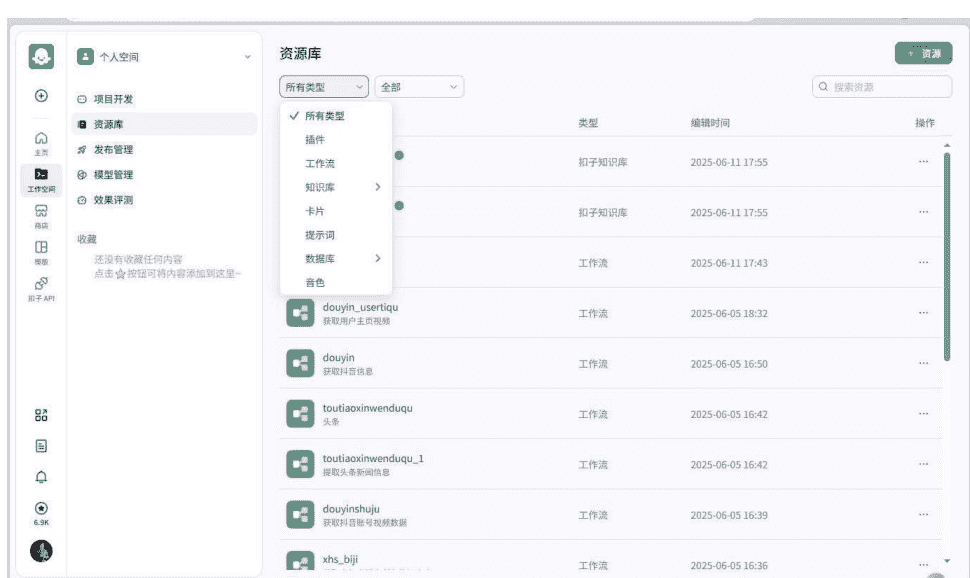 个人空间
项目开发
资源库
发布管理
模型管理
效果评测
收藏
还没有收藏任何内容
点击☆按钮可将内容添加到这里~
主页
工作空间
商店
模板
扣子 API
6.9K
资源库
+ 资源
所有类型
全部
搜索资源
所有类型
插件
工作流
知识库
卡片
提示词
数据库
音色
类型 编辑时间 操作
扣子知识库 2025-06-11 17:55 ...
扣子知识库 2025-06-11 17:55 ...
工作流 2025-06-11 17:43 ...
douyin_usertiqu
获取用户主页视频
工作流 2025-06-05 18:32 ...
douyin
获取抖音信息
工作流 2025-06-05 16:50 ...
toutiaoxinwenduqu
头条
工作流 2025-06-05 16:42 ...
toutiaoxinwenduqu_1
提取头条新闻信息
工作流 2025-06-05 16:42 ...
douyinshuju
获取抖音账号视频数据
工作流 2025-06-05 16:39 ...
xhs_biji
工作流 2025-06-05 16:36 ...